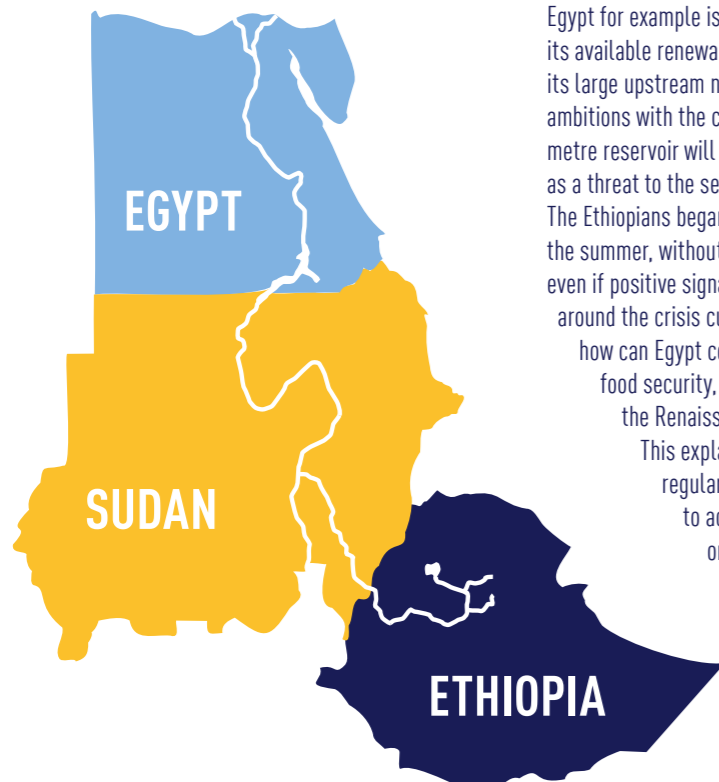 Egypt for example is
its available renewa
its large upstream n
ambitions with the c
metre reservoir will
as a threat to the se
The Ethiopians began
the summer, without
even if positive signa
around the crisis cu
how can Egypt co
food security,
the Renaiss
This expla
regular
to ac
or
EGYPT
SUDAN
ETHIOPIA